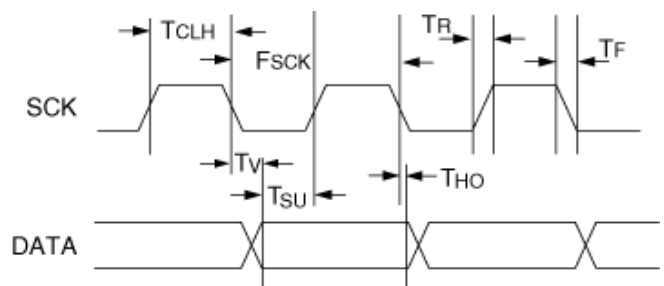 TCLH
TR
FSCK
TF
SCK
TV
TSU
THO
DATA